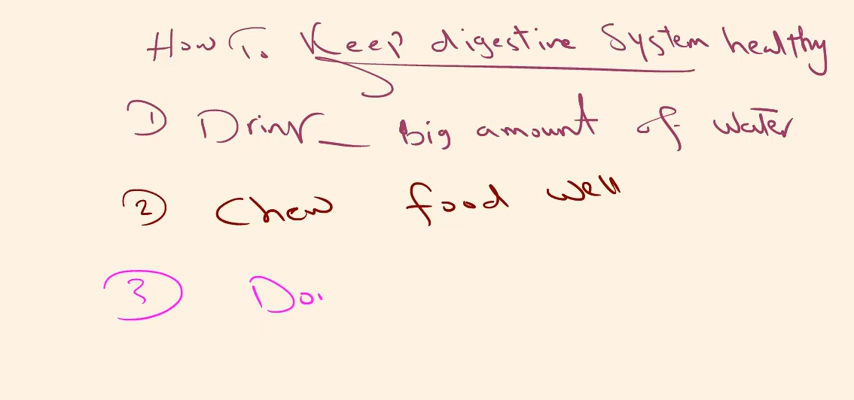 How To Keep digestive System healthy
1) Drink Big amount of water
2 Chew food well
3 Do